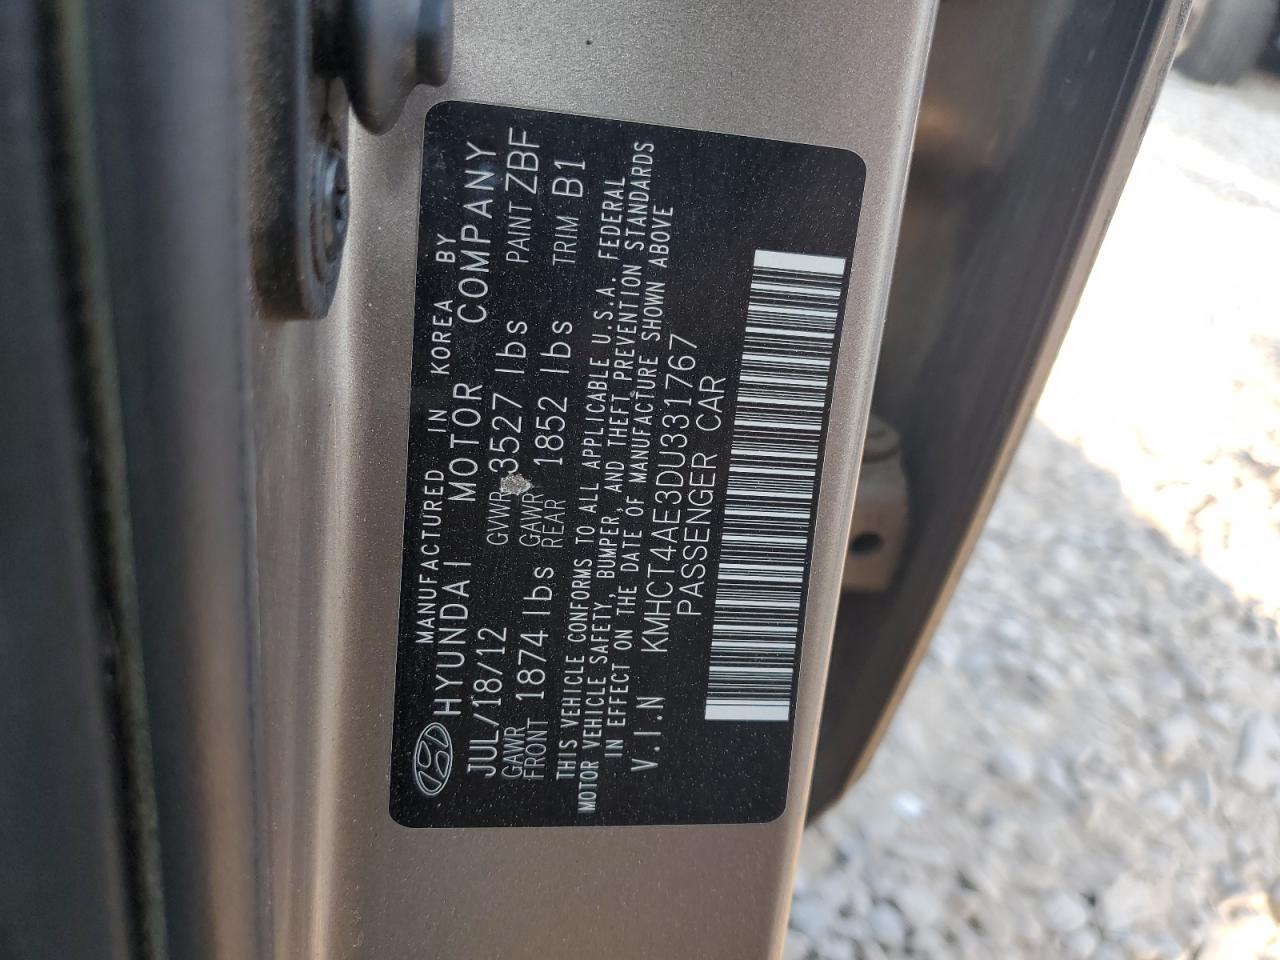 MANUFACTURED IN KOREA BY
HYUNDAI MOTOR COMPANY
JUL/18/12 GVWR 3527 lbs PAINT ZBF
GAWR FRONT 1874 lbs GAWR REAR 1852 lbs TRIM B1
THIS VEHICLE CONFORMS TO ALL APPLICABLE U.S.A. FEDERAL
MOTOR VEHICLE SAFETY, BUMPER, AND THEFT PREVENTION STANDARDS
IN EFFECT ON THE DATE OF MANUFACTURE SHOWN ABOVE
V.I.N KMHCT4AE3DU331767
PASSENGER CAR